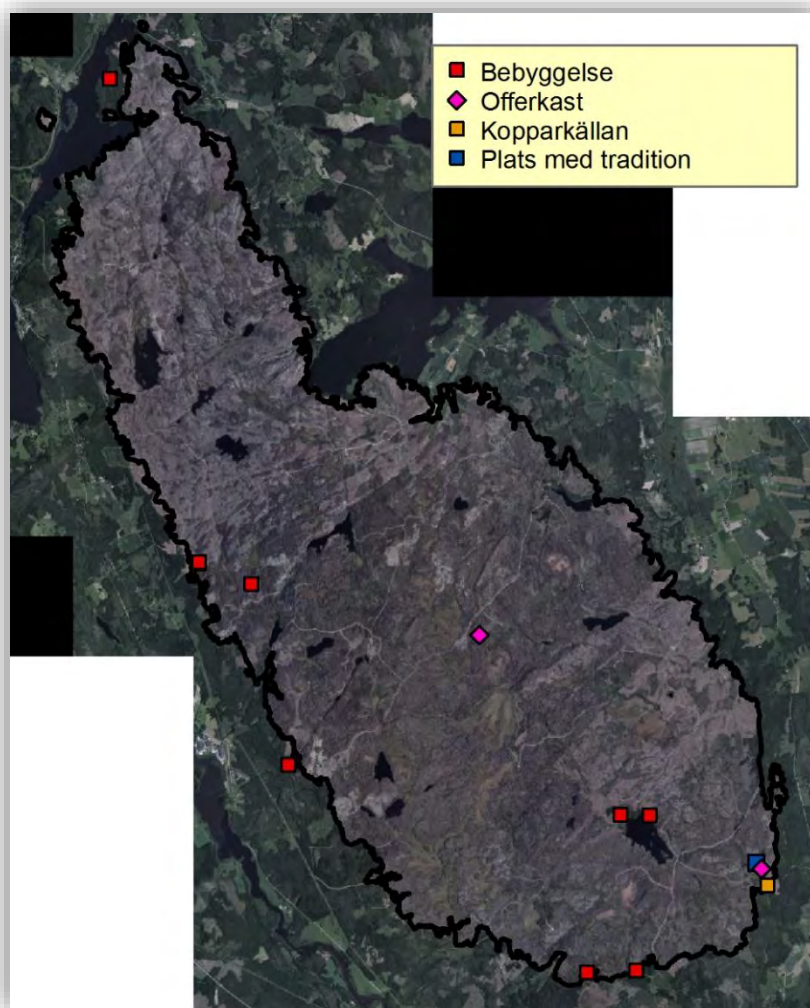 Bebyggelse
Offerkast
Kopparkällan
Plats med tradition